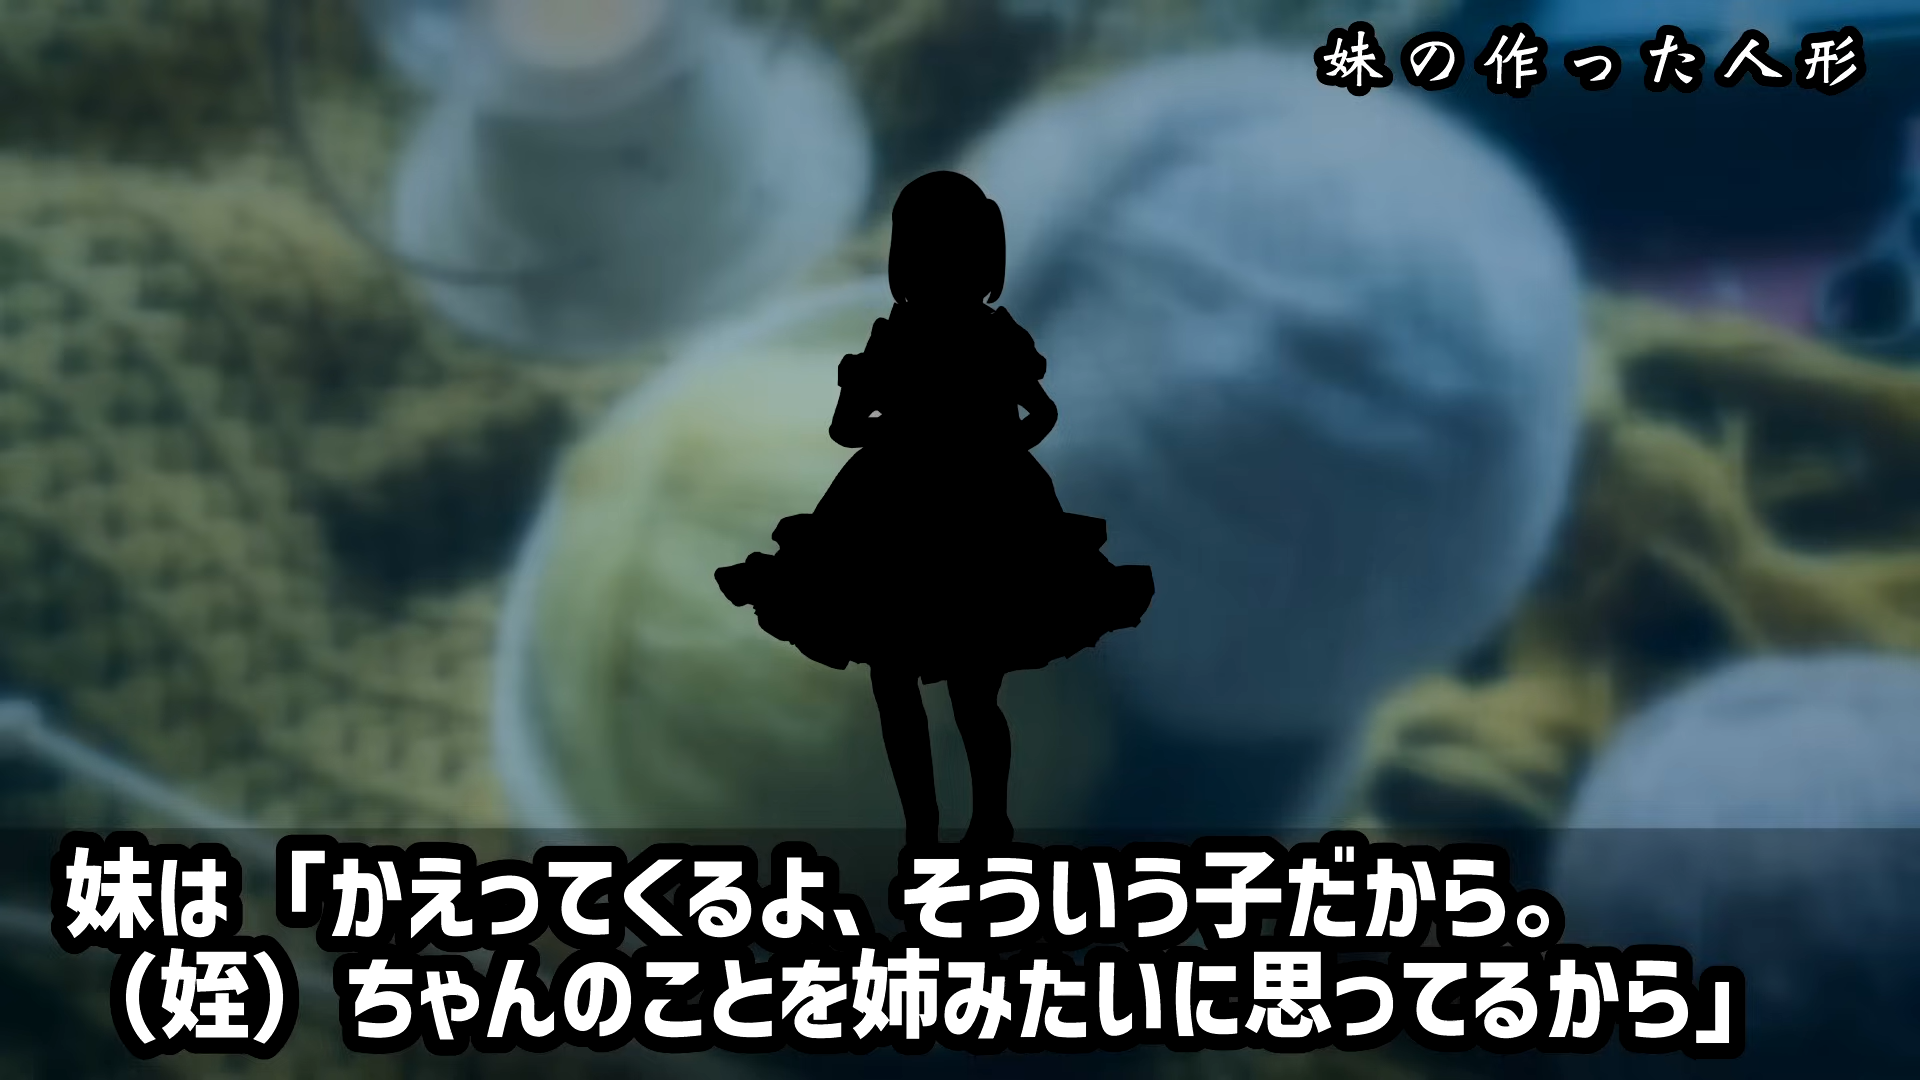 妹の作った人形
妹は「かえってくるよ、そういう子だから。
（姪）ちゃんのことを姉みたいに思ってるから」